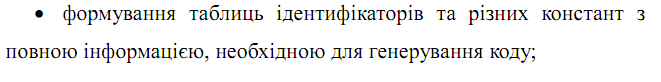 • формування таблиць ідентифікаторів та різних констант з
повною інформацією, необхідною для генерування коду;